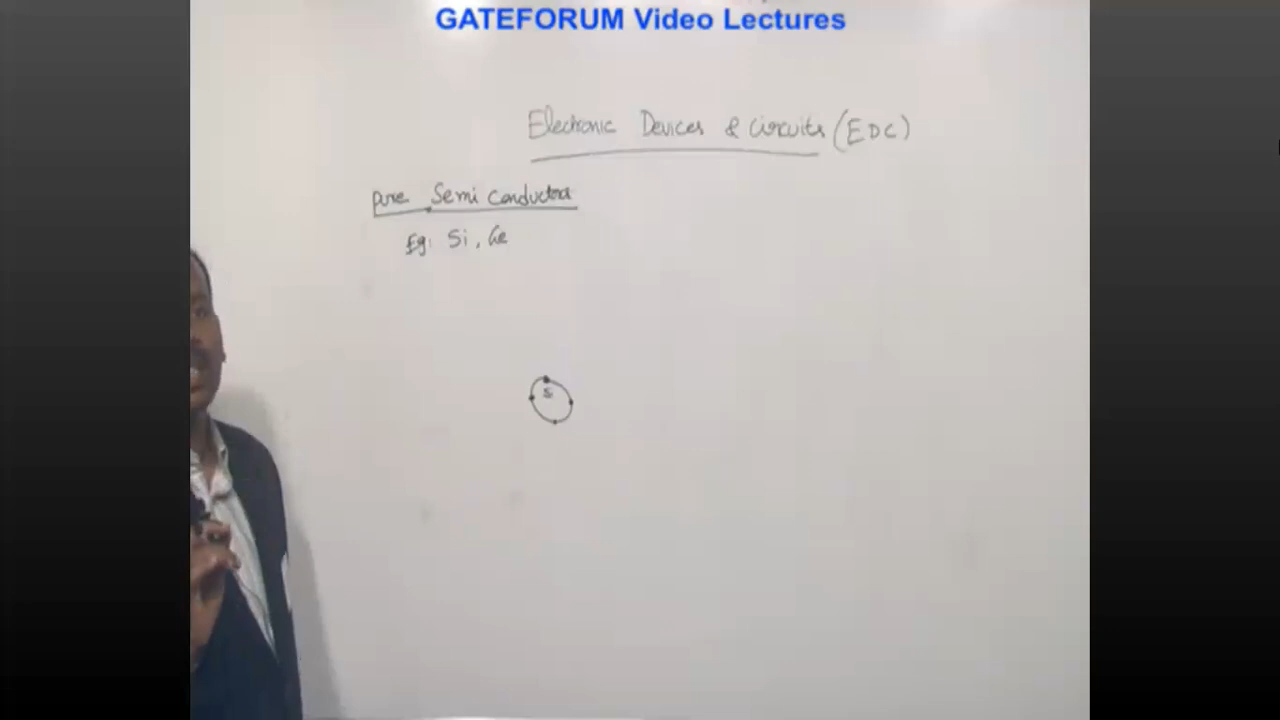 GATEFORUM Video Lectures
Electronic Devices & Circuits (EDC)
Pure Semi Conductors
Eg: Si, Ge
Si